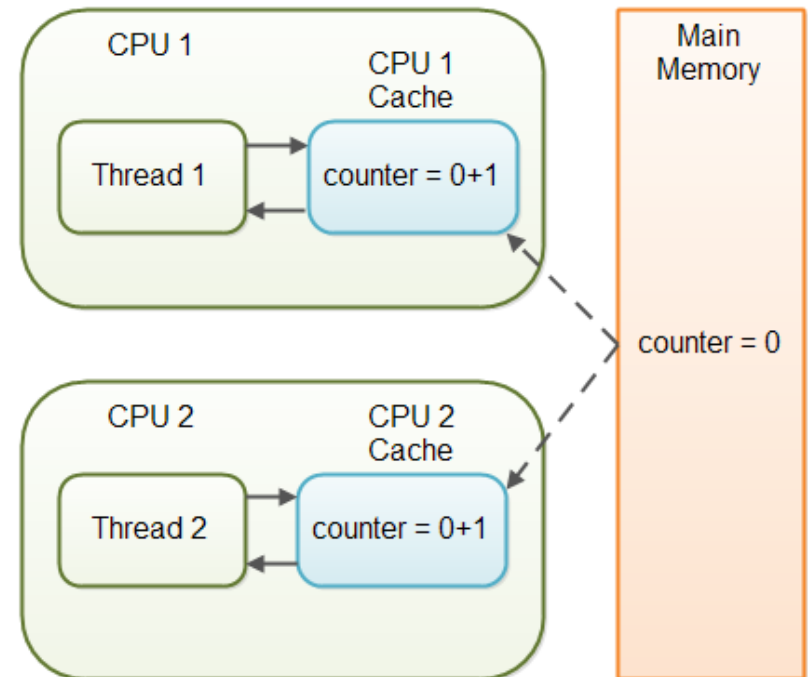 CPU 1
CPU 1
Cache
Thread 1
counter = 0+1
Main
Memory
counter = 0
CPU 2
CPU 2
Cache
Thread 2
counter = 0+1